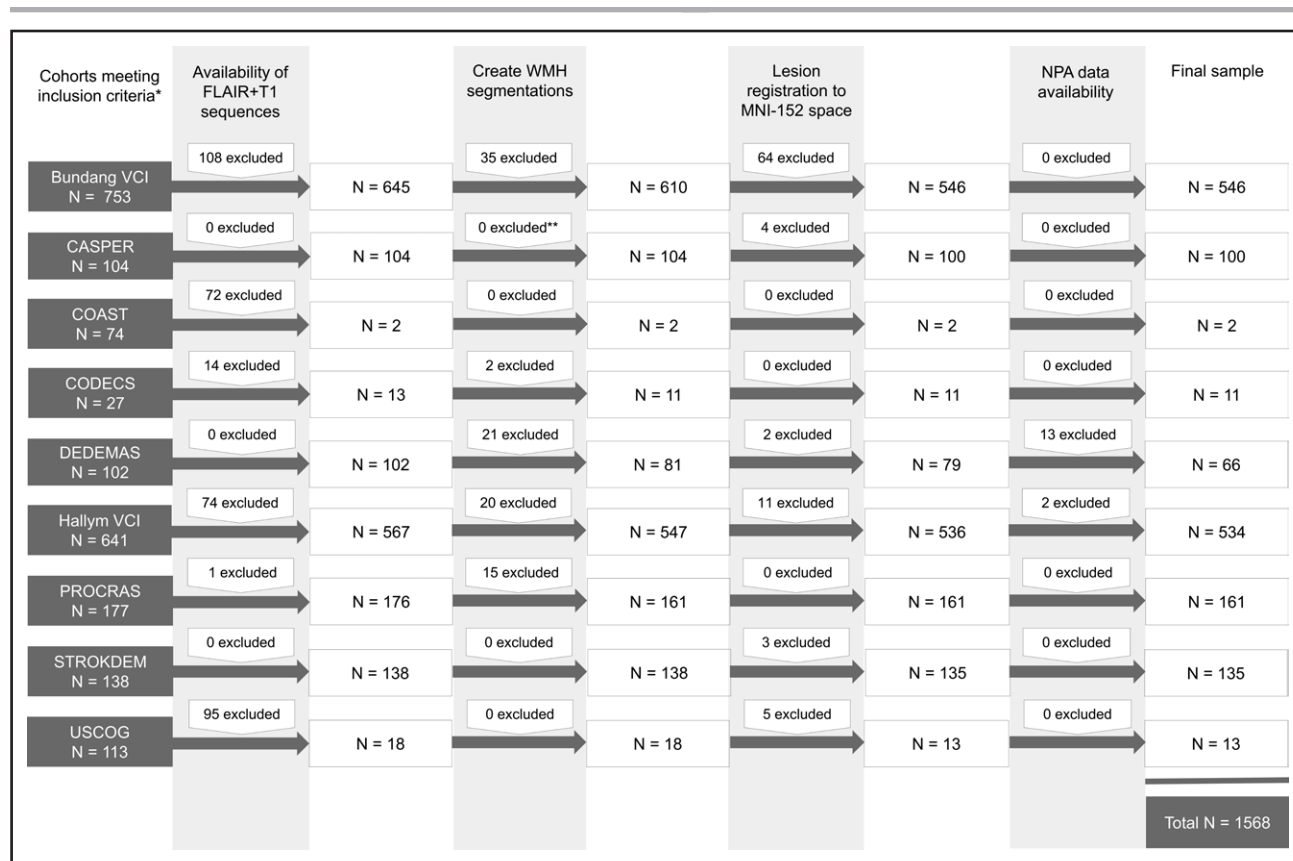 Cohorts meeting
inclusion criteria*
Availability of
FLAIR+T1
sequences
Create WMH
segmentations
Lesion
registration to
MNI-152 space
NPA data
availability
Final sample
108 excluded
35 excluded
64 excluded
0 excluded
Bundang VCI
N = 753
N = 645
N = 610
N = 546
N = 546
0 excluded
0 excluded**
4 excluded
0 excluded
CASPER
N = 104
N = 104
N = 104
N = 100
N = 100
72 excluded
0 excluded
0 excluded
0 excluded
COAST
N = 74
N = 2
N = 2
N = 2
N = 2
14 excluded
2 excluded
0 excluded
0 excluded
CODECS
N = 27
N = 13
N = 11
N = 11
N = 11
0 excluded
21 excluded
2 excluded
13 excluded
DEDEMAS
N = 102
N = 102
N = 81
N = 79
N = 66
74 excluded
20 excluded
11 excluded
2 excluded
Hallym VCI
N = 641
N = 567
N = 547
N = 536
N = 534
1 excluded
15 excluded
0 excluded
0 excluded
PROCRAS
N = 177
N = 176
N = 161
N = 161
N = 161
0 excluded
0 excluded
3 excluded
0 excluded
STROKDEM
N = 138
N = 138
N = 138
N = 135
N = 135
95 excluded
0 excluded
5 excluded
0 excluded
USCOG
N = 113
N = 18
N = 18
N = 13
N = 13
Total N = 1568